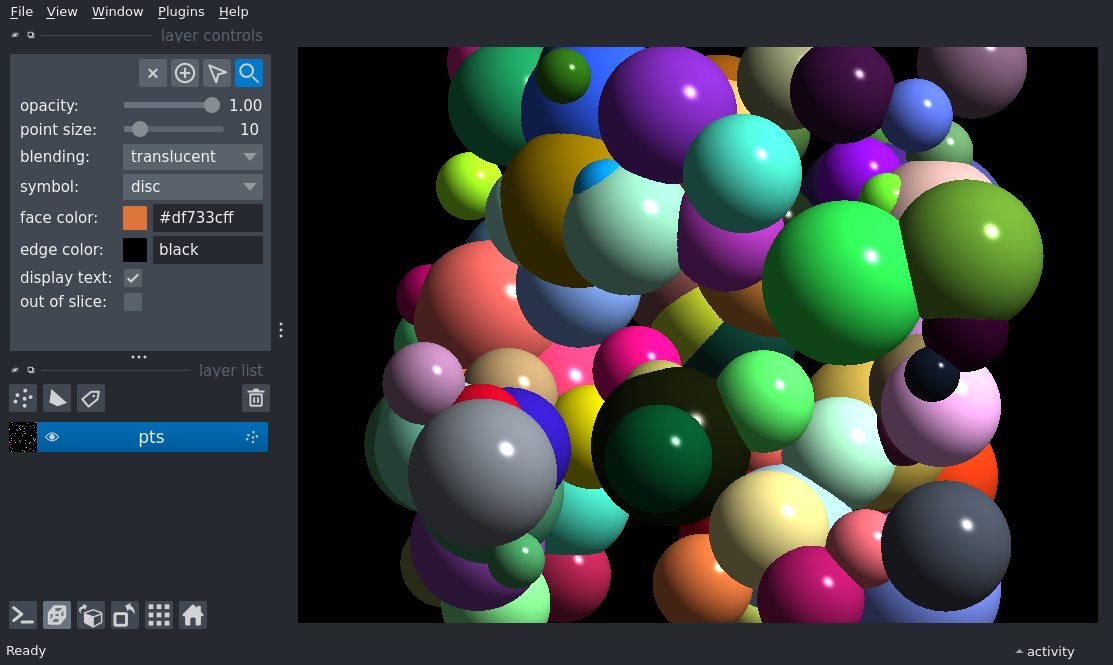 File View Window Plugins Help
layer controls
opacity: 1.00
point size: 10
blending: translucent
symbol: disc
face color: #df733cff
edge color: black
display text:
out of slice:
layer list
pts
Ready
activity